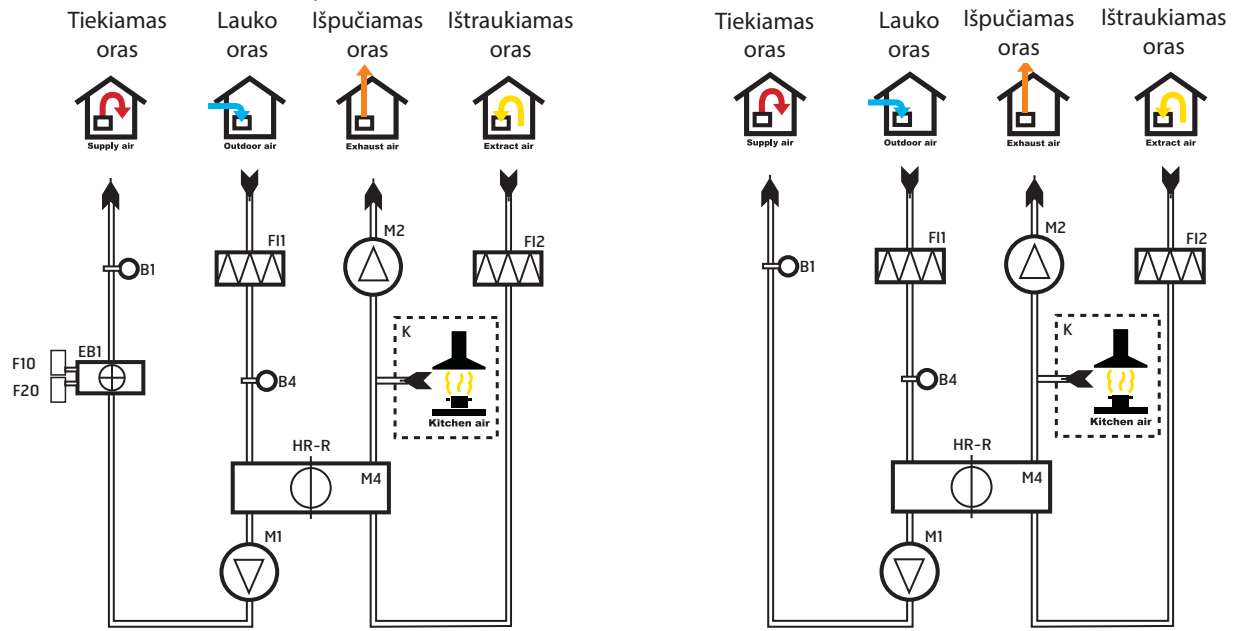 Tiekiamas
oras
Lauko
oras
Išpučiamas
oras
Ištraukiamas
oras
Supply air
Outdoor air
Exhaust air
Extract air
M2
FI1
FI2
B1
K
EB1
F10
F20
B4
Kitchen air
HR-R
M4
M1
Tiekiamas
oras
Lauko
oras
Išpučiamas
oras
Ištraukiamas
oras
Supply air
Outdoor air
Exhaust air
Extract air
M2
FI1
FI2
B1
K
B4
Kitchen air
HR-R
M4
M1